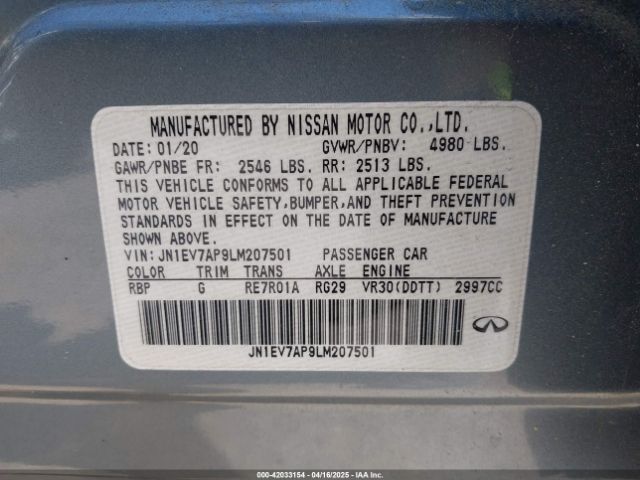 MANUFACTURED BY NISSAN MOTOR CO.,LTD.
DATE: 01/20 GVWR/PNBV: 4980 LBS.
GAWR/PNBE FR: 2546 LBS. RR: 2513 LBS.
THIS VEHICLE CONFORMS TO ALL APPLICABLE FEDERAL
MOTOR VEHICLE SAFETY,BUMPER,AND THEFT PREVENTION
STANDARDS IN EFFECT ON THE DATE OF MANUFACTURE
SHOWN ABOVE.
VIN: JN1EV7AP9LM207501 PASSENGER CAR
COLOR TRIM TRANS AXLE ENGINE
RBP G RE7R01A RG29 VR30(DDTT) 2997CC
JN1EV7AP9LM207501
000-42033154 - 04/16/2025 - IAAI.COM